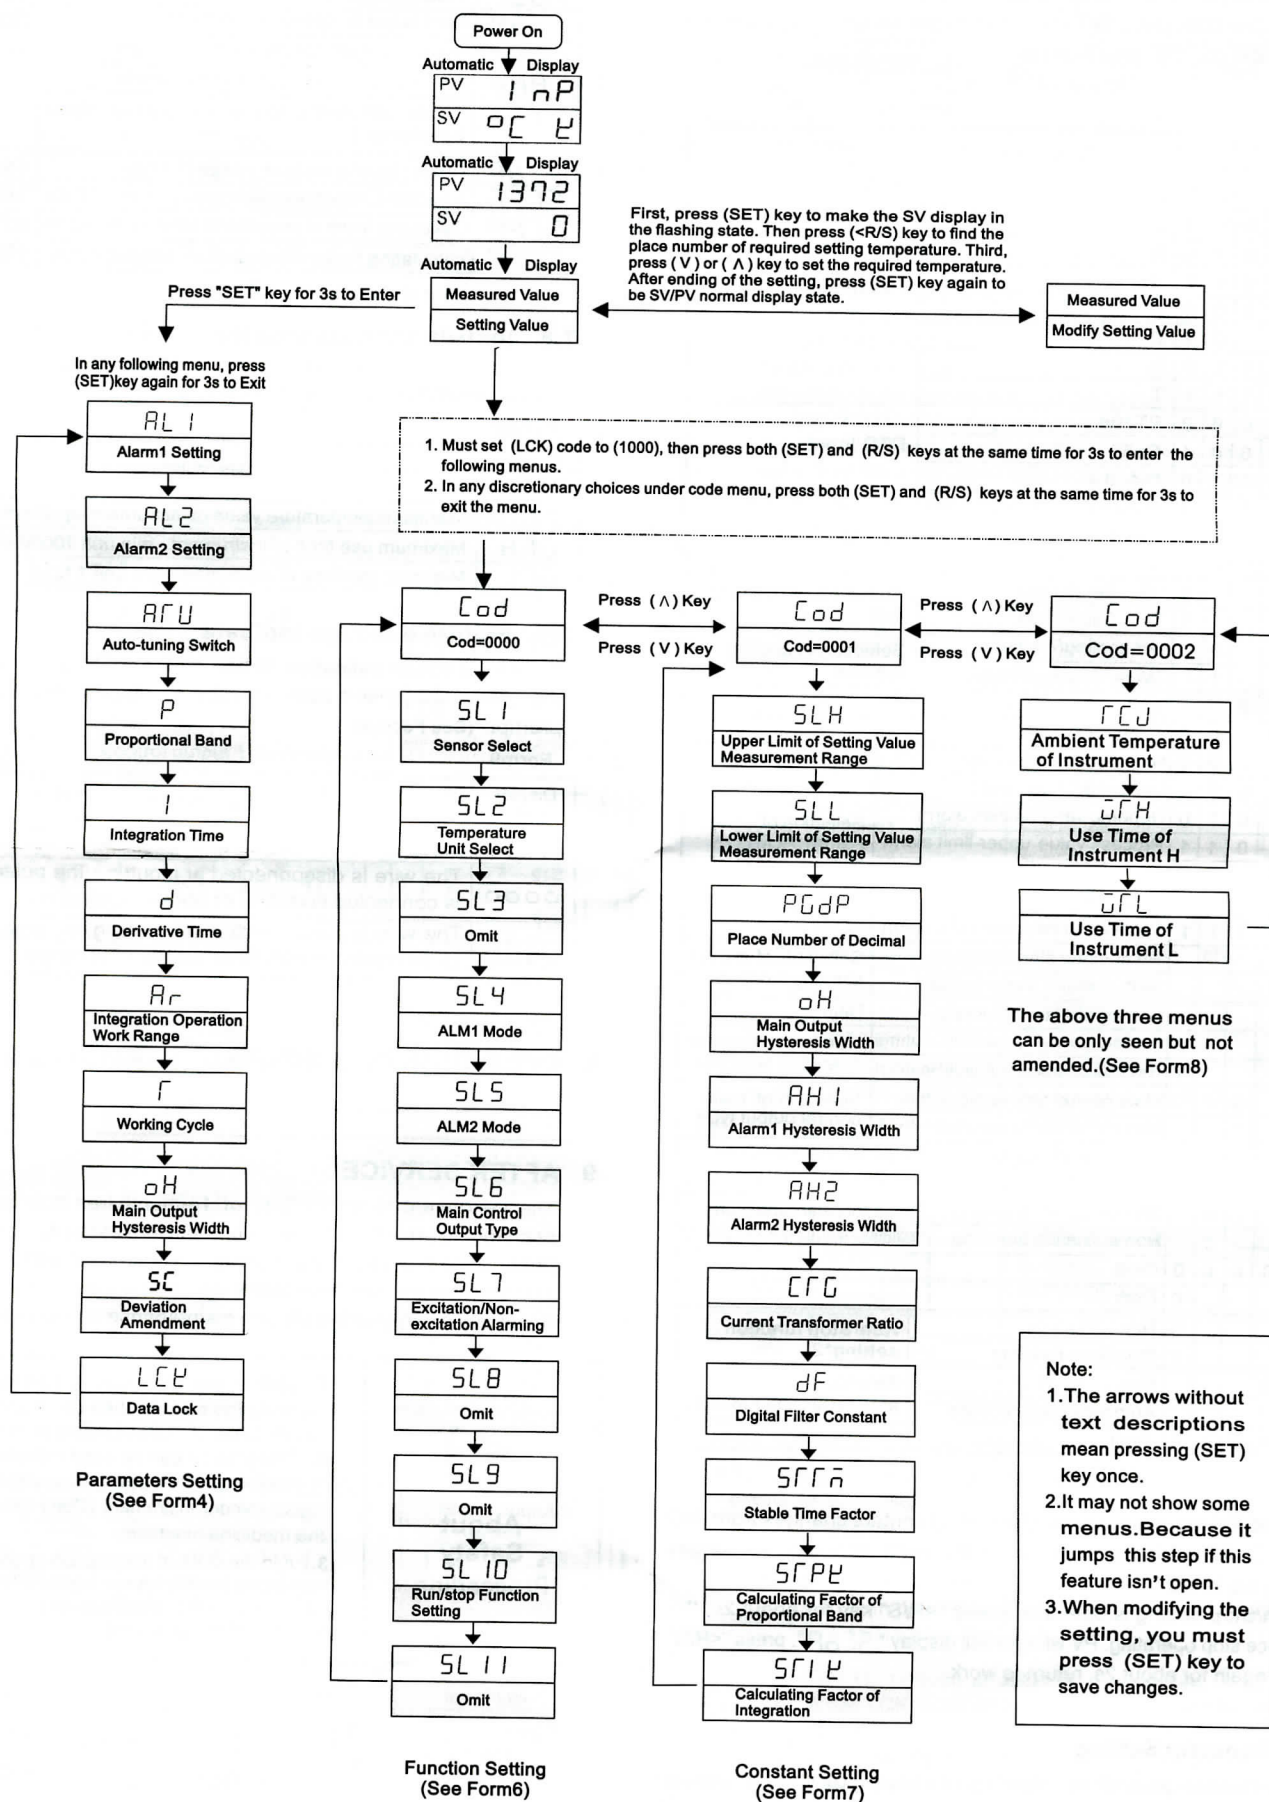 Power On
Automatic Display
PV InP
SV °C K
Automatic Display
PV 1372
SV 0
Automatic Display
Measured Value
Setting Value
First, press (SET) key to make the SV display in
the flashing state. Then press (<R/S) key to find the
place number of required setting temperature. Third,
press ( V ) or ( Λ ) key to set the required temperature.
After ending of the setting, press (SET) key again to
be SV/PV normal display state.
Measured Value
Modify Setting Value
Press "SET" key for 3s to Enter
In any following menu, press
(SET)key again for 3s to Exit
AL1
Alarm1 Setting
AL2
Alarm2 Setting
ATU
Auto-tuning Switch
P
Proportional Band
I
Integration Time
d
Derivative Time
Ar
Integration Operation
Work Range
T
Working Cycle
oH
Main Output
Hysteresis Width
SC
Deviation
Amendment
LCK
Data Lock
Parameters Setting
(See Form4)
1. Must set (LCK) code to (1000), then press both (SET) and (R/S) keys at the same time for 3s to enter the
following menus.
2. In any discretionary choices under code menu, press both (SET) and (R/S) keys at the same time for 3s to
exit the menu.
Cod
Cod=0000
Press ( Λ ) Key
Press ( V ) Key
SL1
Sensor Select
SL2
Temperature
Unit Select
SL3
Omit
SL4
ALM1 Mode
SL5
ALM2 Mode
SL6
Main Control
Output Type
SL7
Excitation/Non-
excitation Alarming
SL8
Omit
SL9
Omit
SL10
Run/stop Function
Setting
SL11
Omit
Function Setting
(See Form6)
Cod
Cod=0001
Press ( Λ ) Key
Press ( V ) Key
SLH
Upper Limit of Setting Value
Measurement Range
SLL
Lower Limit of Setting Value
Measurement Range
PGdP
Place Number of Decimal
oH
Main Output
Hysteresis Width
AH1
Alarm1 Hysteresis Width
AH2
Alarm2 Hysteresis Width
CTG
Current Transformer Ratio
dF
Digital Filter Constant
STTM
Stable Time Factor
STPK
Calculating Factor of
Proportional Band
STIK
Calculating Factor of
Integration
Constant Setting
(See Form7)
Cod
Cod=0002
TCJ
Ambient Temperature
of Instrument
WTH
Use Time of
Instrument H
WTL
Use Time of
Instrument L
The above three menus
can be only seen but not
amended.(See Form8)
Note:
1.The arrows without
text descriptions
mean pressing (SET)
key once.
2.It may not show some
menus.Because it
jumps this step if this
feature isn't open.
3.When modifying the
setting, you must
press (SET) key to
save changes.